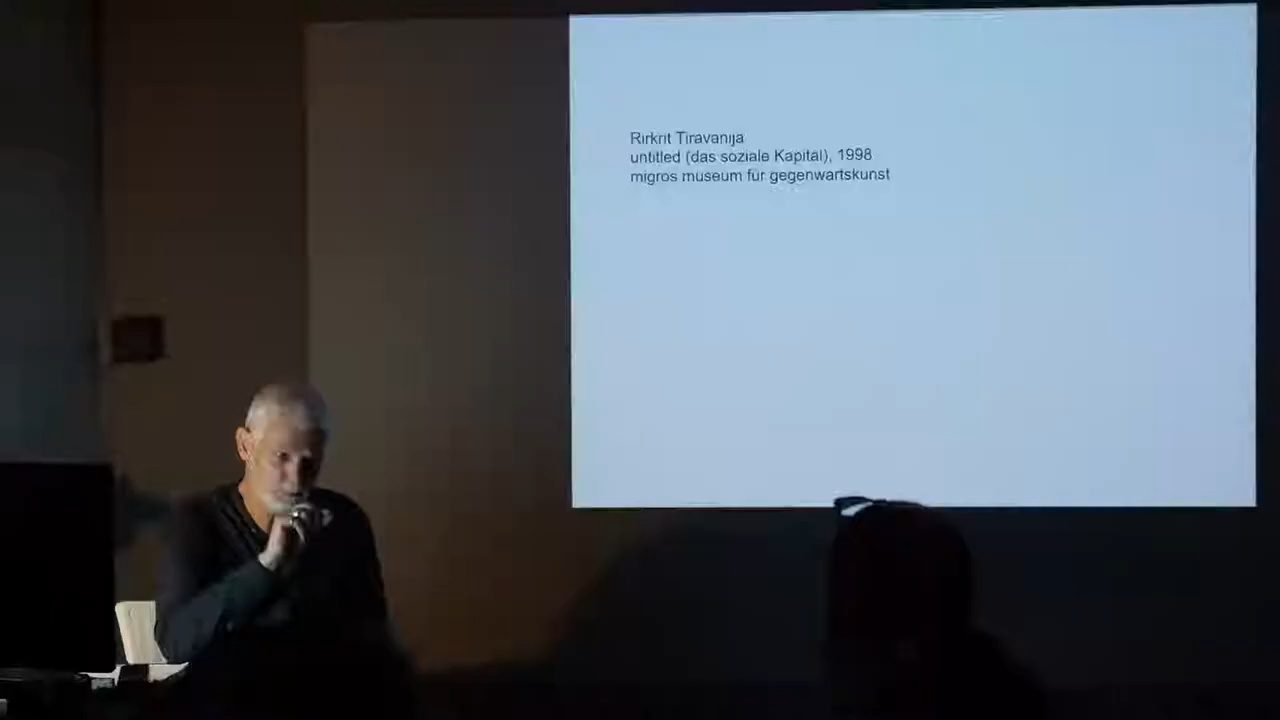 Rirkrit Tiravanija
untitled (das soziale Kapital), 1998
migros museum für gegenwartskunst